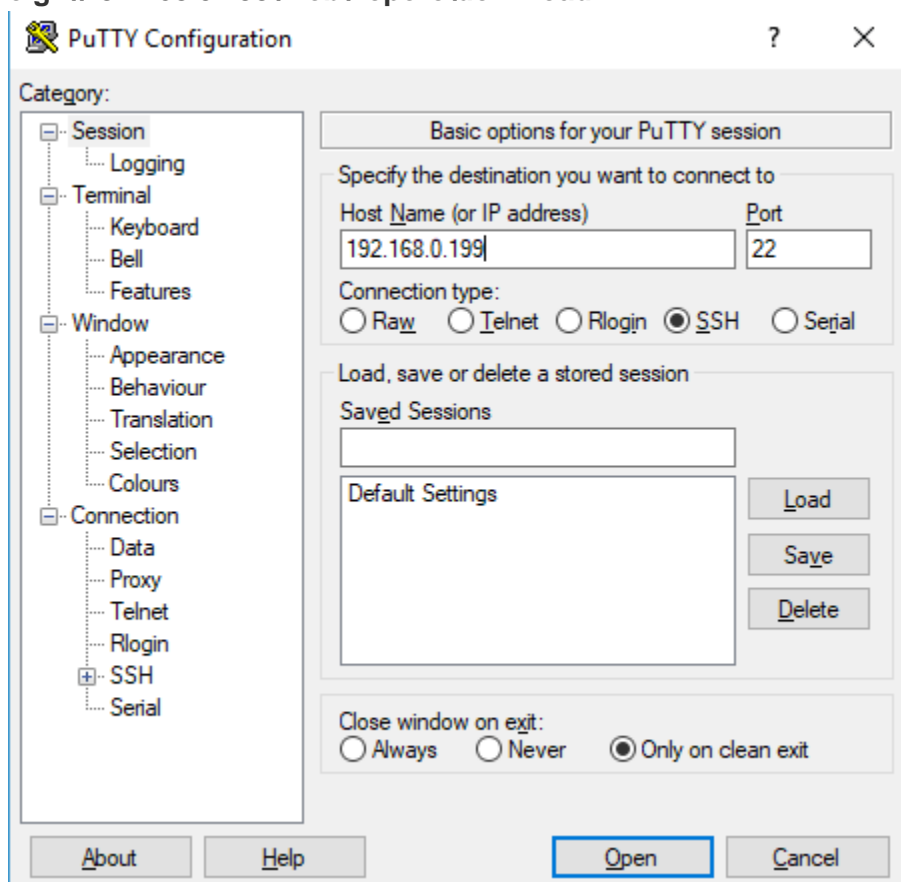 PuTTY Configuration ? ×
Category:
Session
Logging
Terminal
Keyboard
Bell
Features
Window
Appearance
Behaviour
Translation
Selection
Colours
Connection
Data
Proxy
Telnet
Rlogin
SSH
Serial
Basic options for your PuTTY session
Specify the destination you want to connect to
Host Name (or IP address) Port
192.168.0.199 22
Connection type:
Raw Telnet Rlogin SSH Serial
Load, save or delete a stored session
Saved Sessions
Default Settings
Load
Save
Delete
Close window on exit:
Always Never Only on clean exit
About Help Open Cancel